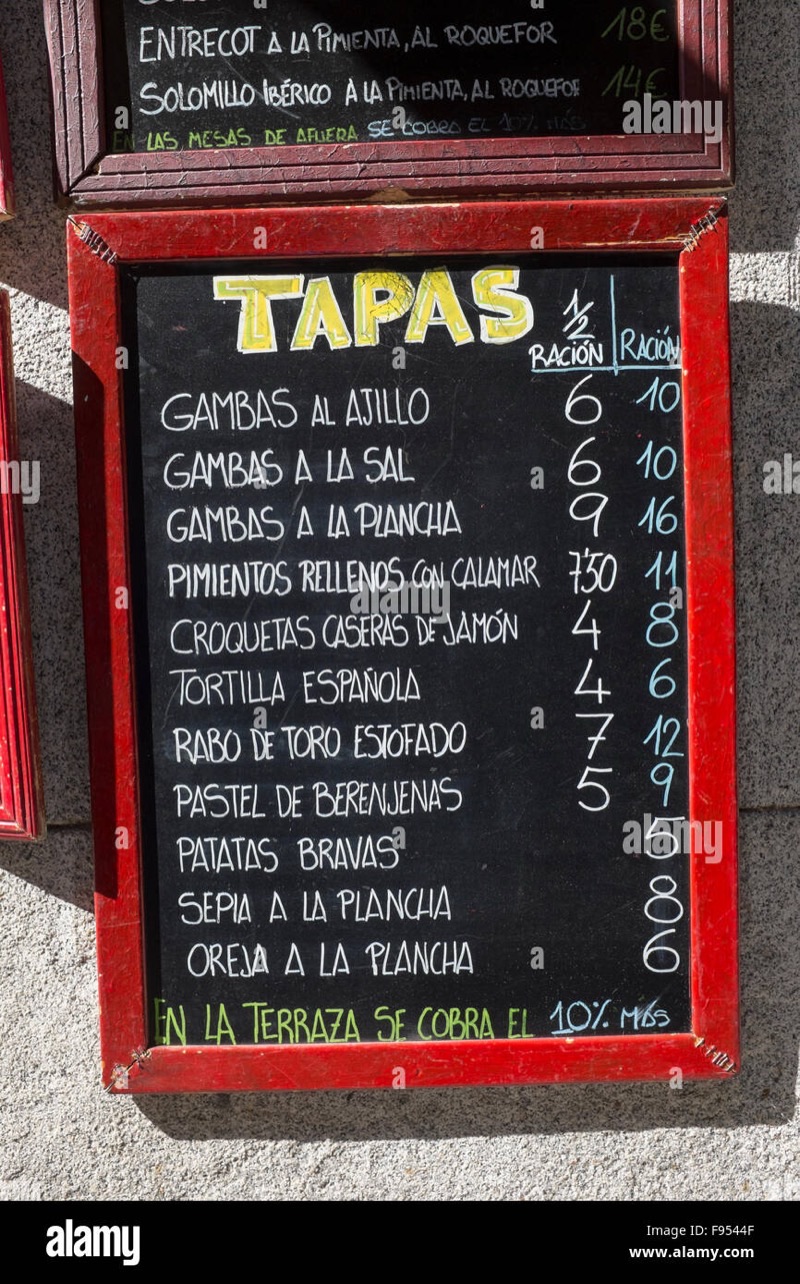 ENTRECOT A LA PIMIENTA, AL ROQUEFOR 18€
SOLOMILLO IBÉRICO A LA PIMIENTA, AL ROQUEFOR 14€
EN LAS MESAS DE AFUERA SE COBRA EL 10% MÁS
TAPAS
1/2 RACIÓN RACIÓN
GAMBAS AL AJILLO 6 10
GAMBAS A LA SAL 6 10
GAMBAS A LA PLANCHA 9 16
PIMIENTOS RELLENOS CON CALAMAR 7'30 11
CROQUETAS CASERAS DE JAMÓN 4 8
TORTILLA ESPAÑOLA 4 6
RABO DE TORO ESTOFADO 7 12
PASTEL DE BERENJENAS 5 9
PATATAS BRAVAS 5
SEPIA A LA PLANCHA 8
OREJA A LA PLANCHA 6
EN LA TERRAZA SE COBRA EL 10% MÁS
alamy stock photo
F9544F
www.alamy.com